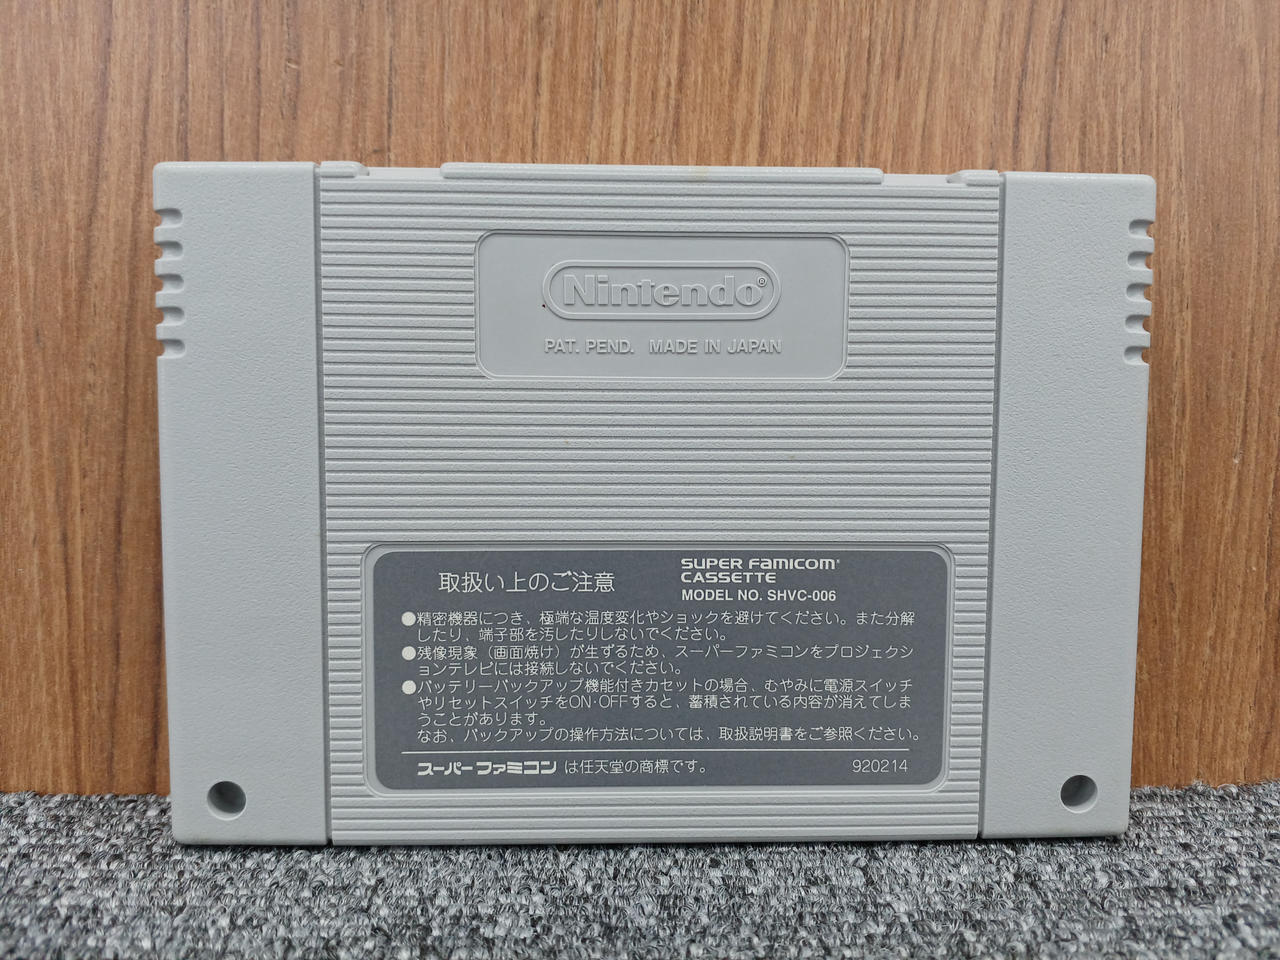 Nintendo®
PAT. PEND. MADE IN JAPAN
取扱い上のご注意
SUPER FAMICOM®
CASSETTE
MODEL NO. SHVC-006
●精密機器につき、極端な温度変化やショックを避けてください。また分解
したり、端子部を汚したりしないでください。
●残像現象（画面焼け）が生ずるため、スーパーファミコンをプロジェクシ
ョンテレビには接続しないでください。
●バッテリーバックアップ機能付きカセットの場合、むやみに電源スイッチ
やリセットスイッチをON·OFFすると、蓄積されている内容が消えてしま
うことがあります。
なお、バックアップの操作方法については、取扱説明書をご参照ください。
スーパーファミコン は任天堂の商標です。 920214